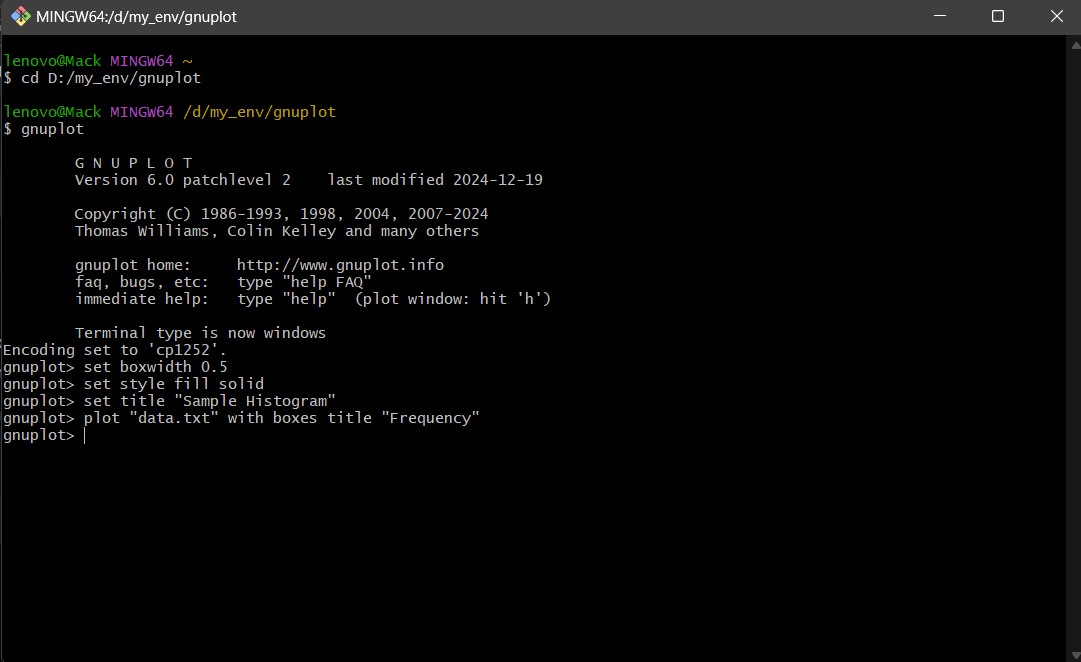 MINGW64:/d/my_env/gnuplot
lenovo@Mack MINGW64 ~
$ cd D:/my_env/gnuplot
lenovo@Mack MINGW64 /d/my_env/gnuplot
$ gnuplot
G N U P L O T
Version 6.0 patchlevel 2    last modified 2024-12-19
Copyright (C) 1986-1993, 1998, 2004, 2007-2024
Thomas Williams, Colin Kelley and many others
gnuplot home:     http://www.gnuplot.info
faq, bugs, etc:   type "help FAQ"
immediate help:   type "help"  (plot window: hit 'h')
Terminal type is now windows
Encoding set to 'cp1252'.
gnuplot> set boxwidth 0.5
gnuplot> set style fill solid
gnuplot> set title "Sample Histogram"
gnuplot> plot "data.txt" with boxes title "Frequency"
gnuplot>